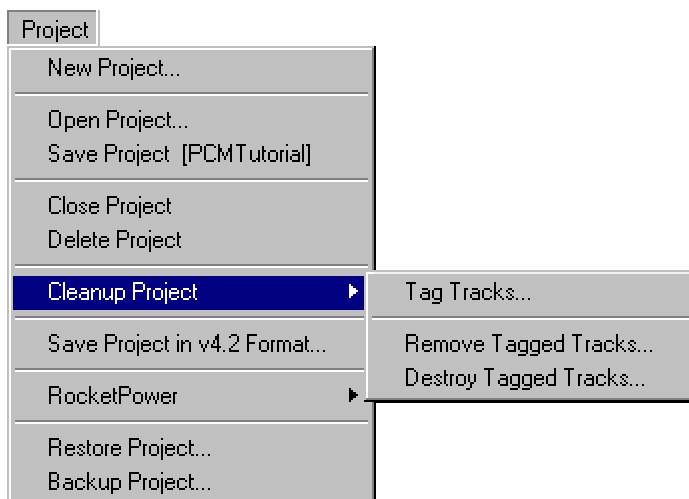 Project
New Project...
Open Project...
Save Project [PCMTutorial]
Close Project
Delete Project
Cleanup Project
Tag Tracks...
Remove Tagged Tracks...
Destroy Tagged Tracks...
Save Project in v4.2 Format...
RocketPower
Restore Project...
Backup Project...